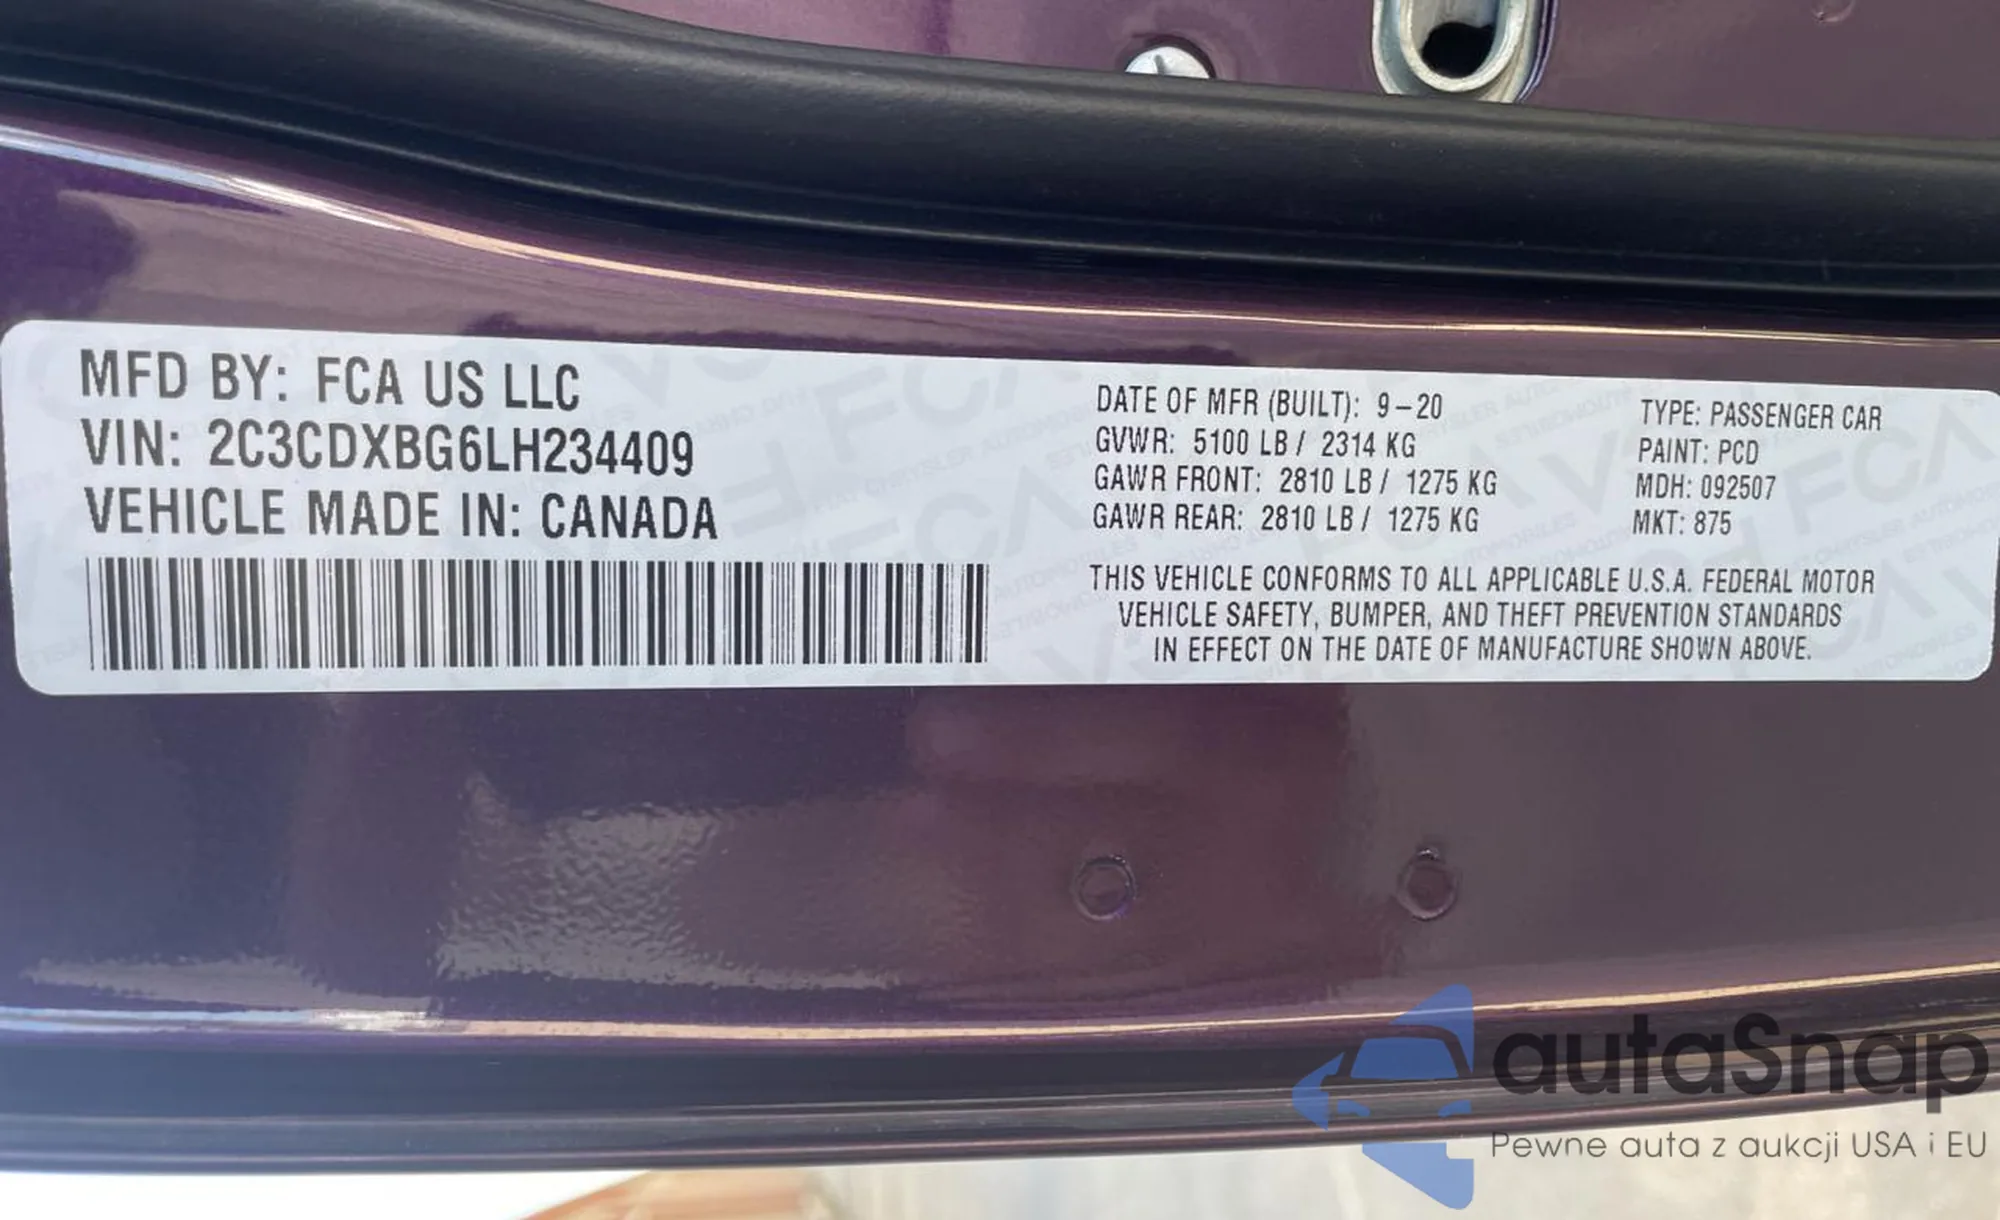 MFD BY: FCA US LLC
VIN: 2C3CDXBG6LH234409
VEHICLE MADE IN: CANADA
DATE OF MFR (BUILT): 9-20
GVWR: 5100 LB / 2314 KG
GAWR FRONT: 2810 LB / 1275 KG
GAWR REAR: 2810 LB / 1275 KG
TYPE: PASSENGER CAR
PAINT: PCD
MDH: 092507
MKT: 875
THIS VEHICLE CONFORMS TO ALL APPLICABLE U.S.A. FEDERAL MOTOR
VEHICLE SAFETY, BUMPER, AND THEFT PREVENTION STANDARDS
IN EFFECT ON THE DATE OF MANUFACTURE SHOWN ABOVE.
autaSnap
Pewne auta z aukcji USA i EU